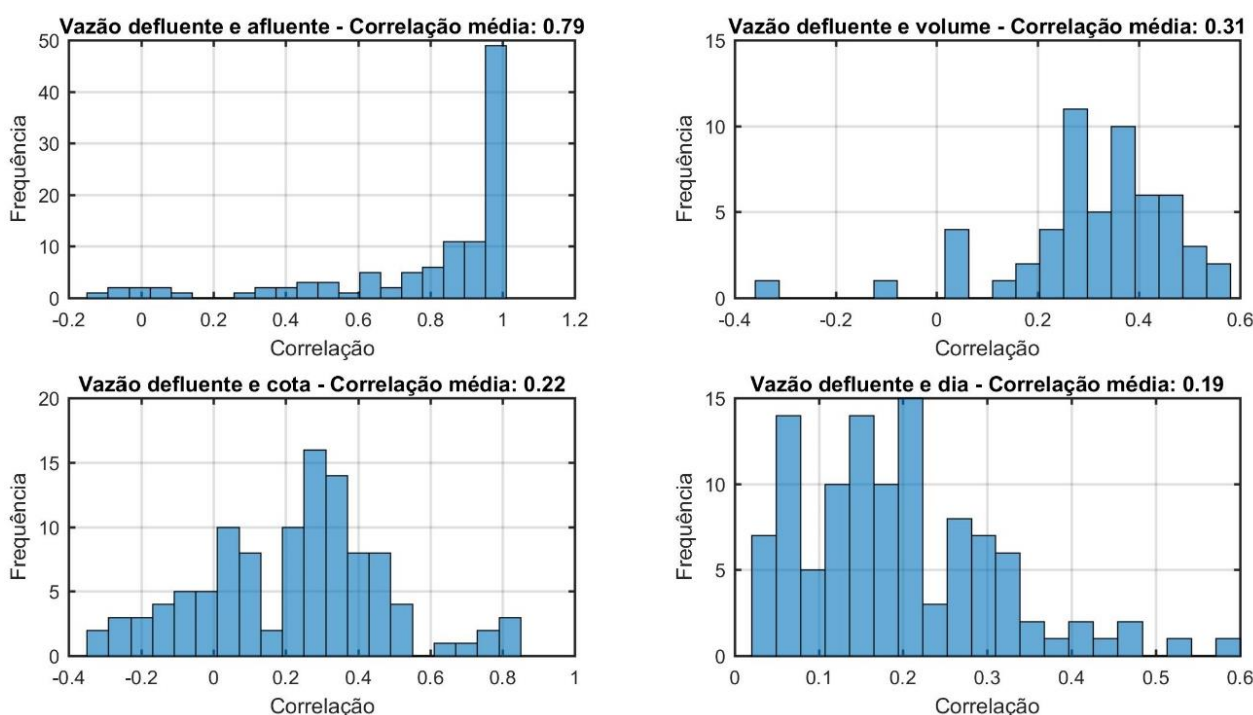 Vazão defluente e afluente - Correlação média: 0.79
50
40
30
20
10
0
Frequência
-0.2 0 0.2 0.4 0.6 0.8 1 1.2
Correlação
Vazão defluente e volume - Correlação média: 0.31
15
10
5
0
Frequência
-0.4 -0.2 0 0.2 0.4 0.6
Correlação
Vazão defluente e cota - Correlação média: 0.22
20
15
10
5
0
Frequência
-0.4 -0.2 0 0.2 0.4 0.6 0.8 1
Correlação
Vazão defluente e dia - Correlação média: 0.19
15
10
5
0
Frequência
0 0.1 0.2 0.3 0.4 0.5 0.6
Correlação